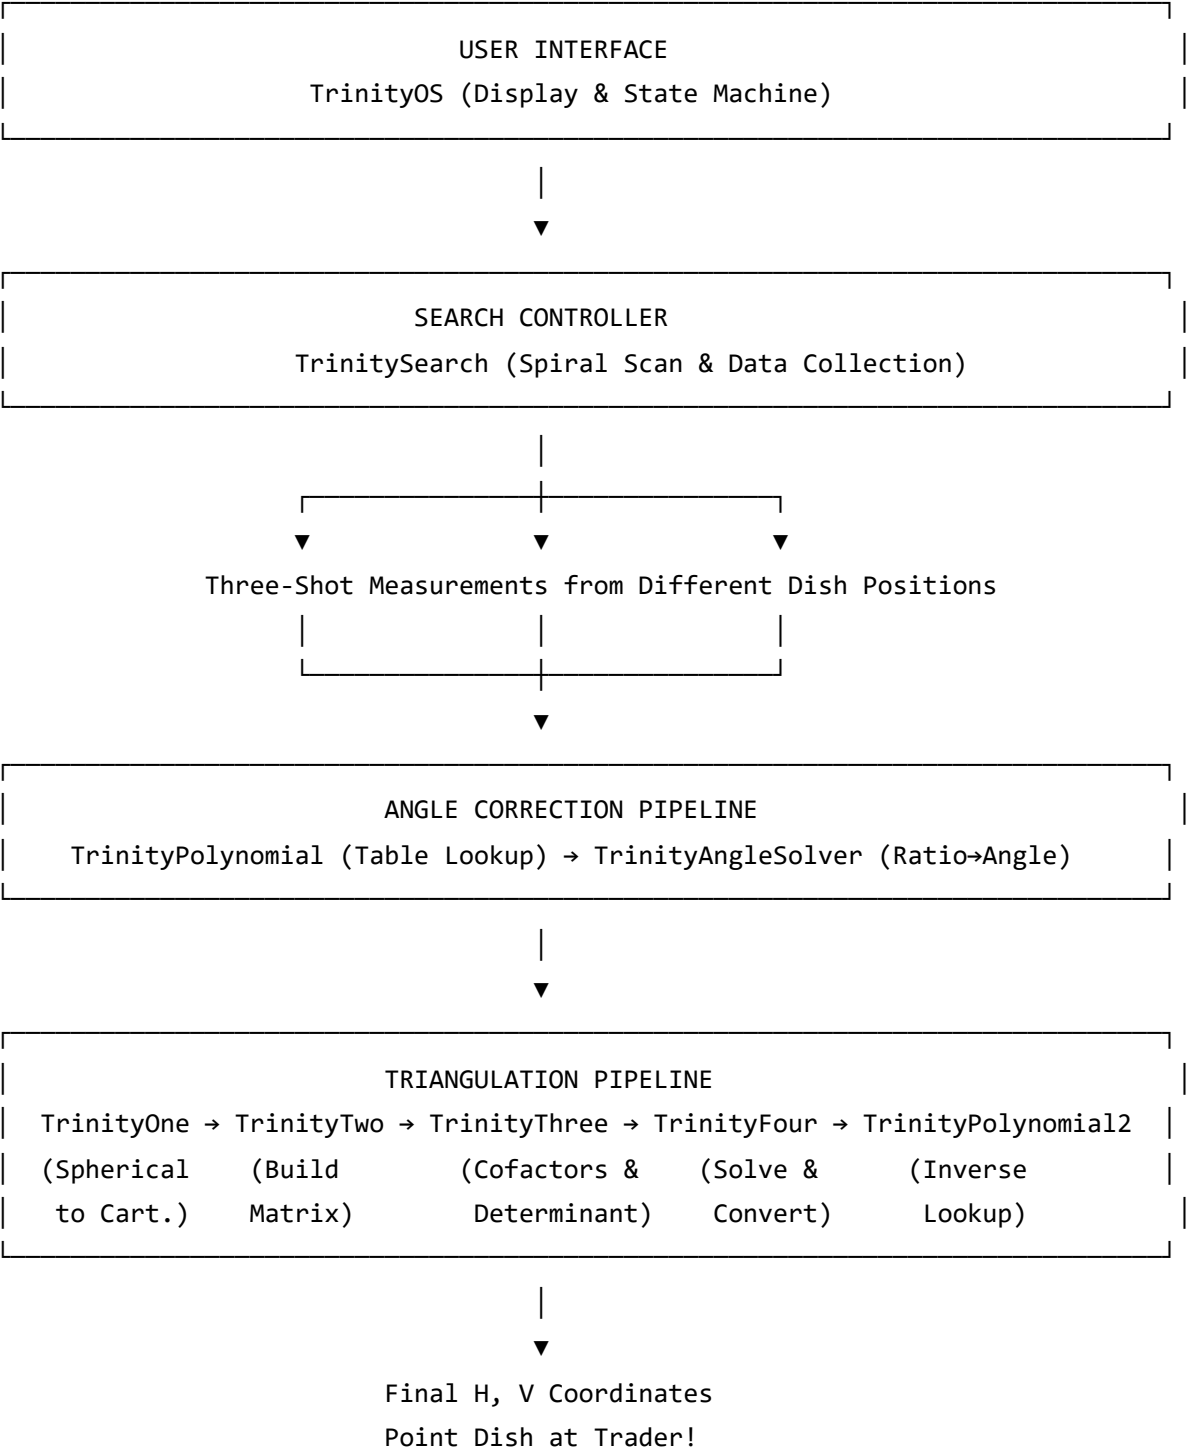 USER INTERFACE
TrinityOS (Display & State Machine)
SEARCH CONTROLLER
TrinitySearch (Spiral Scan & Data Collection)
Three-Shot Measurements from Different Dish Positions
ANGLE CORRECTION PIPELINE
TrinityPolynomial (Table Lookup) → TrinityAngleSolver (Ratio→Angle)
TRIANGULATION PIPELINE
TrinityOne → TrinityTwo → TrinityThree → TrinityFour → TrinityPolynomial2
(Spherical (Build (Cofactors & (Solve & (Inverse
to Cart.) Matrix) Determinant) Convert) Lookup)
Final H, V Coordinates
Point Dish at Trader!